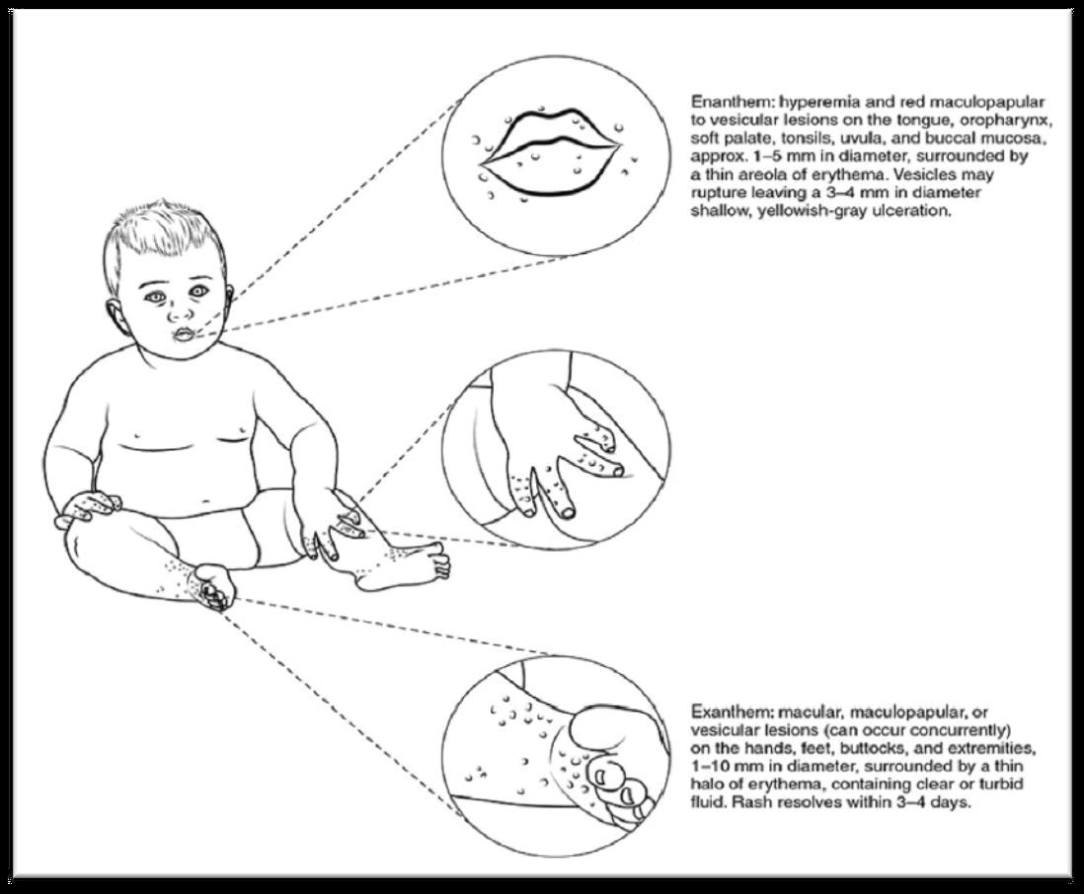 Enanthem: hyperemia and red maculopapular
to vesicular lesions on the tongue, oropharynx,
soft palate, tonsils, uvula, and buccal mucosa,
approx. 1–5 mm in diameter, surrounded by
a thin areola of erythema. Vesicles may
rupture leaving a 3–4 mm in diameter
shallow, yellowish-gray ulceration.
Exanthem: macular, maculopapular, or
vesicular lesions (can occur concurrently)
on the hands, feet, buttocks, and extremities,
1–10 mm in diameter, surrounded by a thin
halo of erythema, containing clear or turbid
fluid. Rash resolves within 3–4 days.